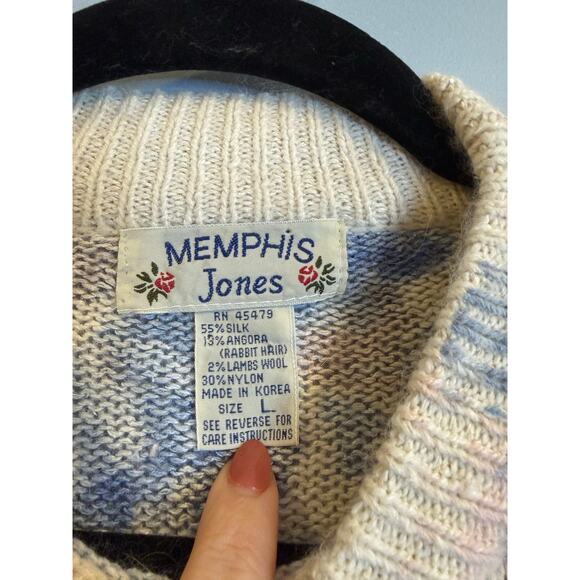 MEMPHiS
Jones
RN 45479
55% SILK
13% ANGORA
(RABBIT HAIR)
2% LAMBS WOOL
30% NYLON
MADE IN KOREA
SIZE L
SEE REVERSE FOR
CARE INSTRUCTIONS